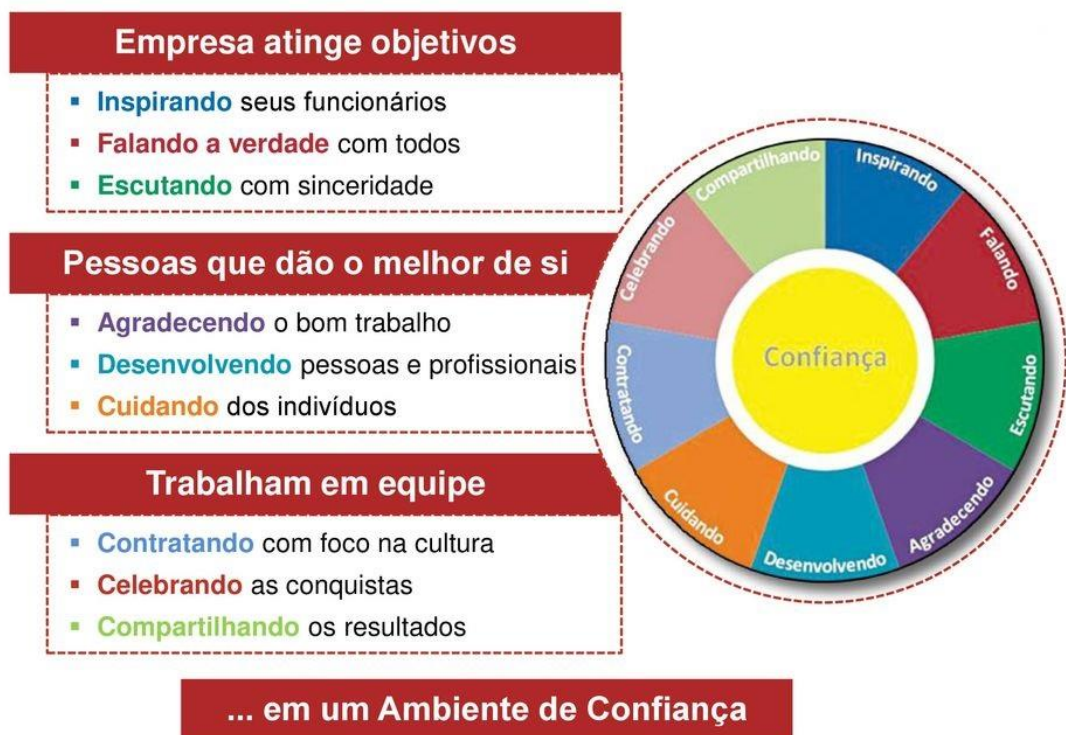 Empresa atinge objetivos
▪ Inspirando seus funcionários
▪ Falando a verdade com todos
▪ Escutando com sinceridade
Pessoas que dão o melhor de si
▪ Agradecendo o bom trabalho
▪ Desenvolvendo pessoas e profissionais
▪ Cuidando dos indivíduos
Trabalham em equipe
▪ Contratando com foco na cultura
▪ Celebrando as conquistas
▪ Compartilhando os resultados
... em um Ambiente de Confiança
Inspirando
Falando
Escutando
Agradecendo
Desenvolvendo
Cuidando
Contratando
Celebrando
Compartilhando
Confiança